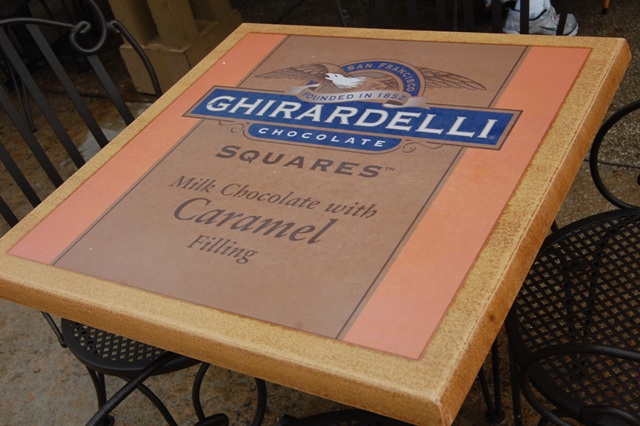 SAN FRANCISCO
FOUNDED IN 1852
GHIRARDELLI
CHOCOLATE
SQUARES™
Milk Chocolate with
Caramel
Filling